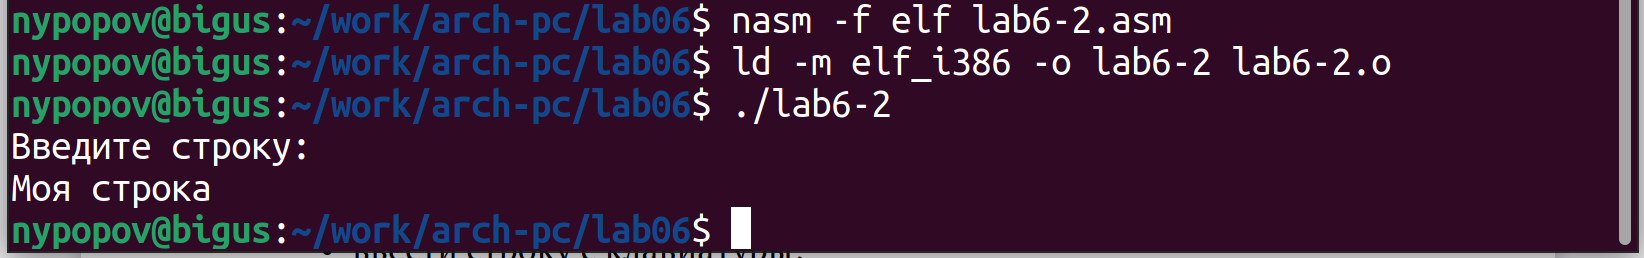 nypopov@bigus:~/work/arch-pc/lab06$ nasm -f elf lab6-2.asm
nypopov@bigus:~/work/arch-pc/lab06$ ld -m elf_i386 -o lab6-2 lab6-2.o
nypopov@bigus:~/work/arch-pc/lab06$ ./lab6-2
Введите строку:
Моя строка
nypopov@bigus:~/work/arch-pc/lab06$